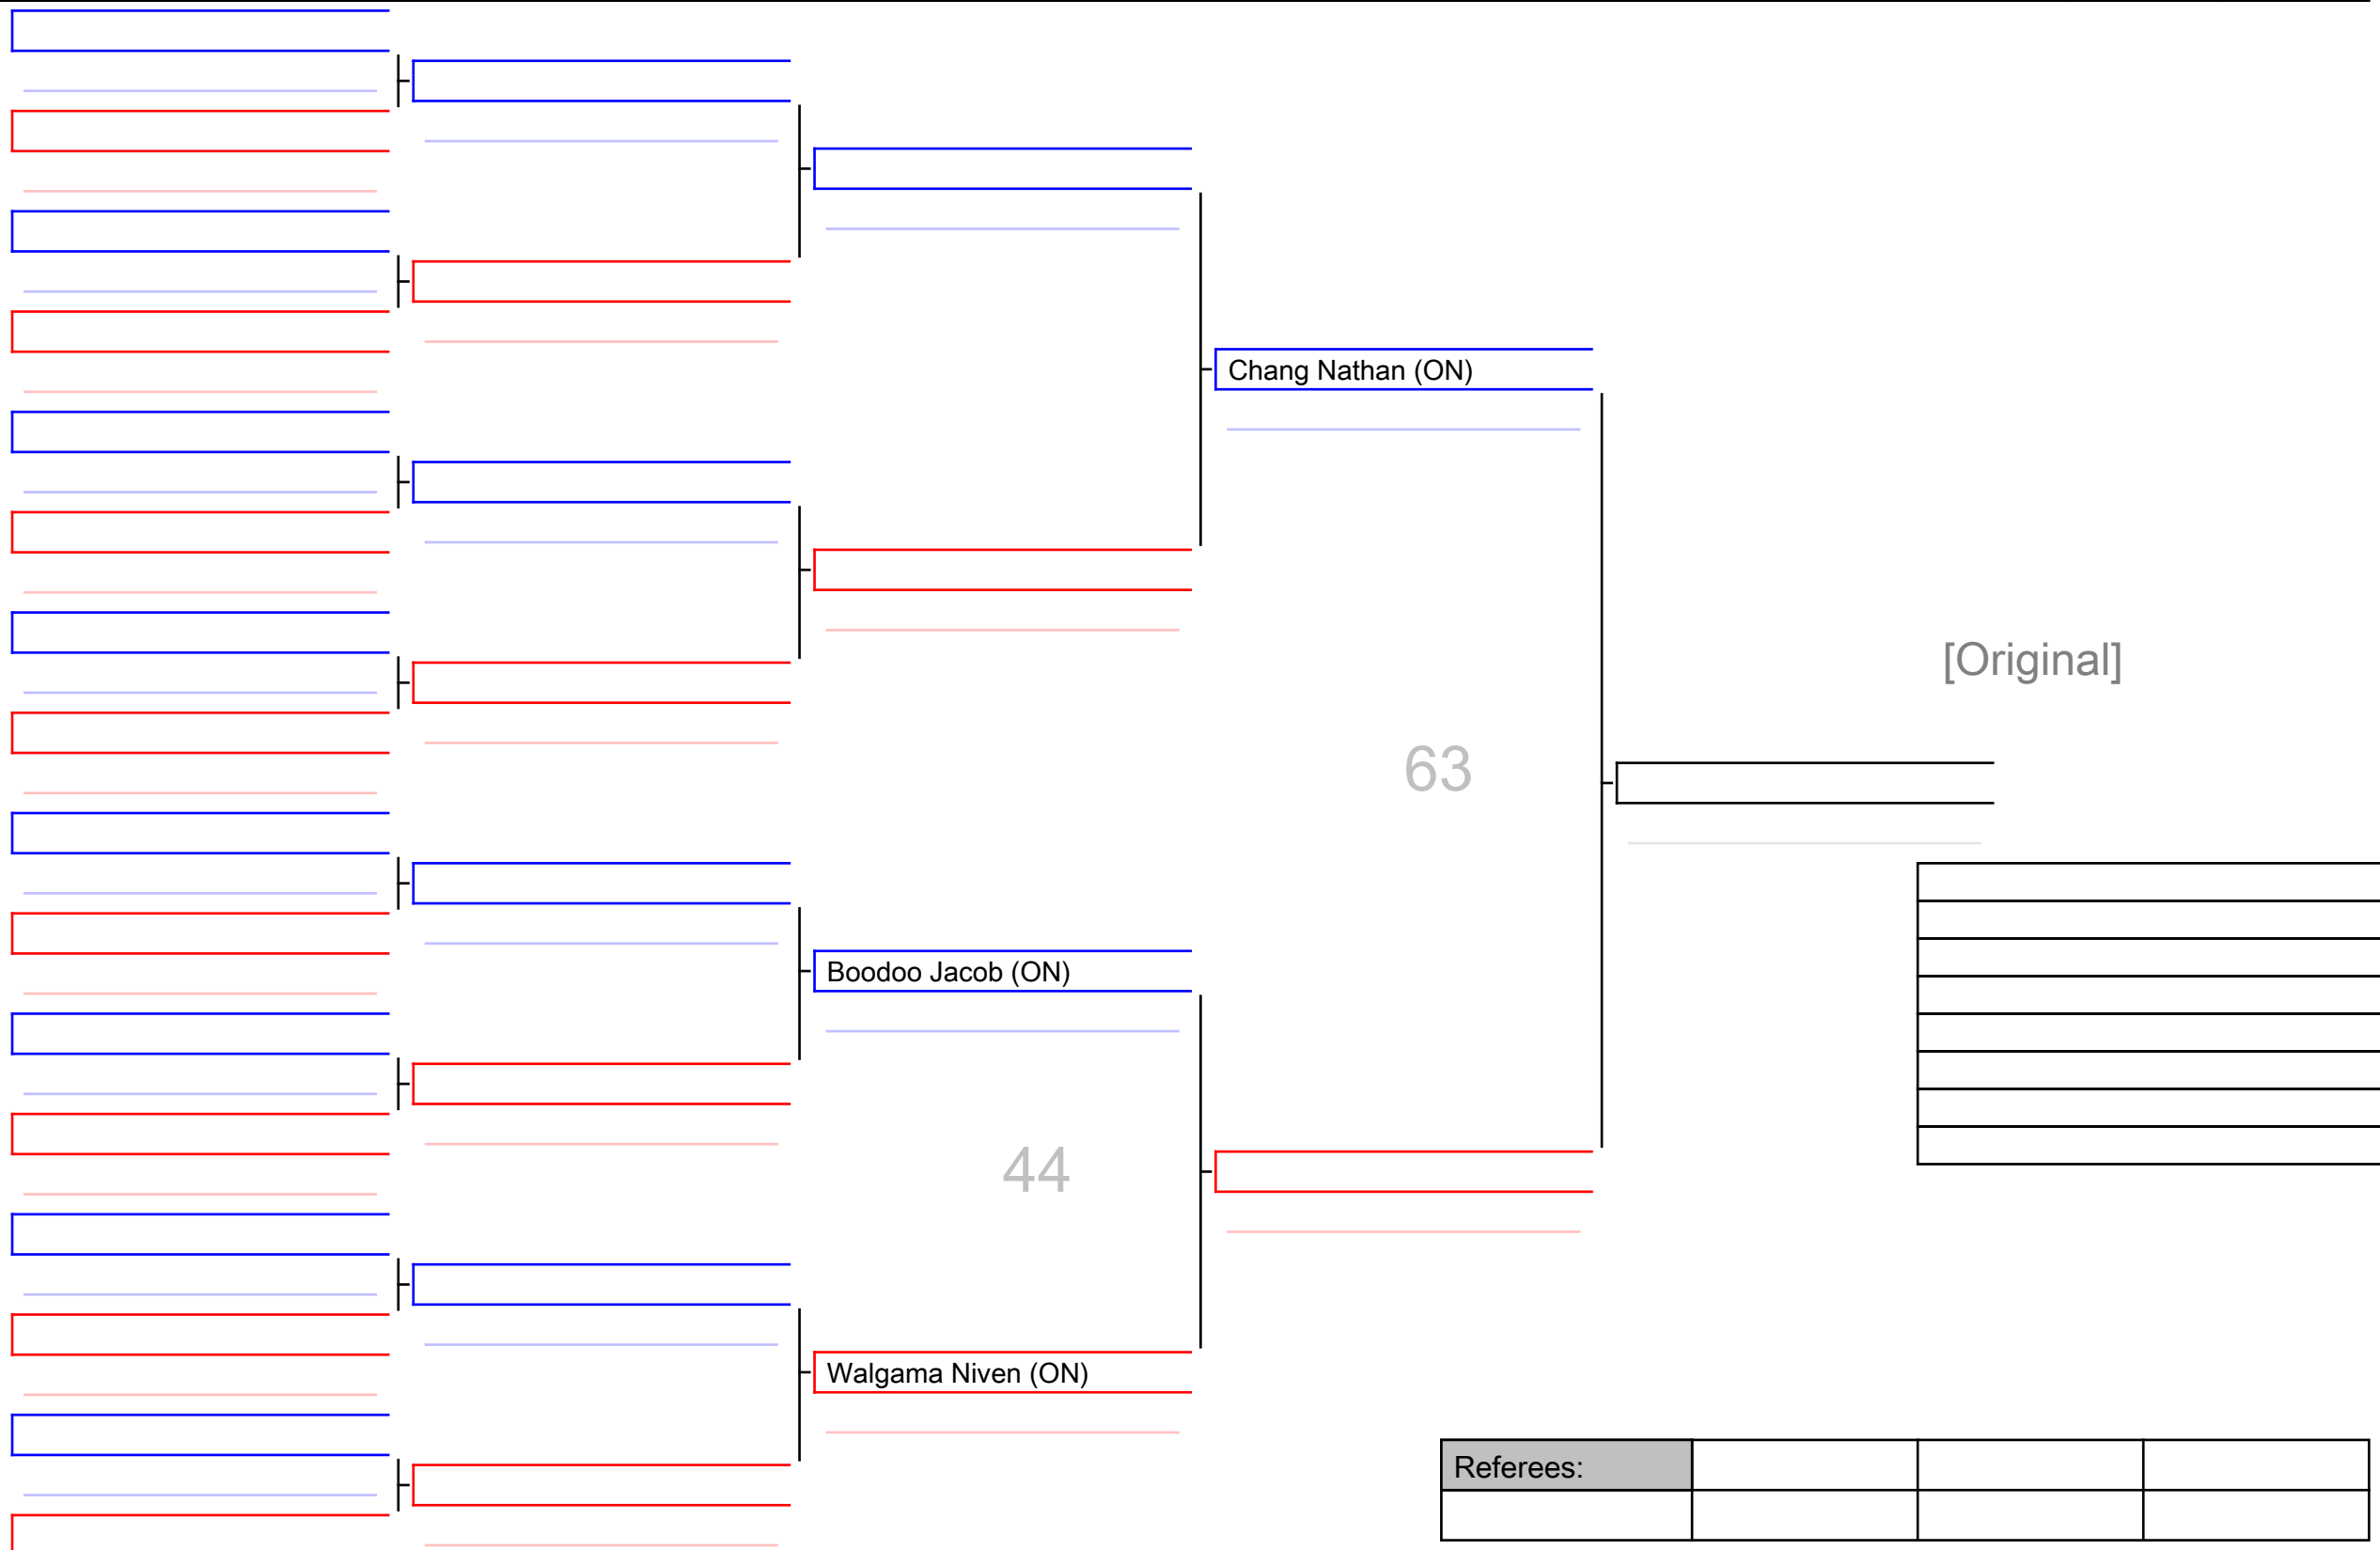 Chang Nathan (ON)
[Original]
63
Boodoo Jacob (ON)
44
Walgama Niven (ON)
Referees: